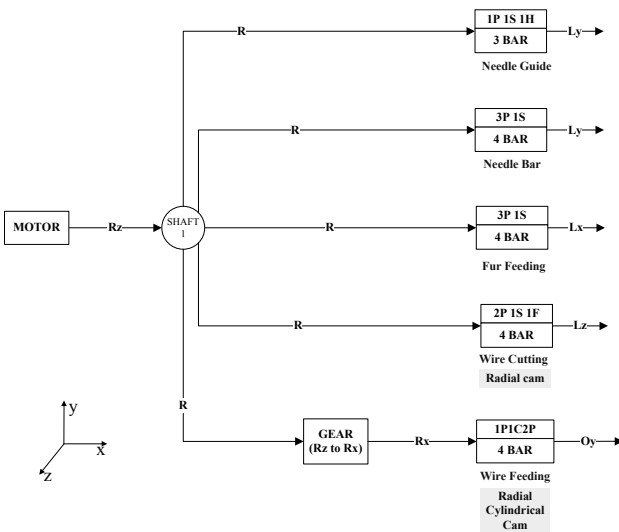 R
1P 1S 1H
3 BAR
Ly
Needle Guide
R
3P 1S
4 BAR
Ly
Needle Bar
MOTOR
Rz
SHAFT
1
R
3P 1S
4 BAR
Lx
Fur Feeding
R
2P 1S 1F
4 BAR
Lz
Wire Cutting
Radial cam
R
GEAR
(Rz to Rx)
Rx
1P1C2P
4 BAR
Oy
Wire Feeding
Radial
Cylindrical
Cam
y
x
z